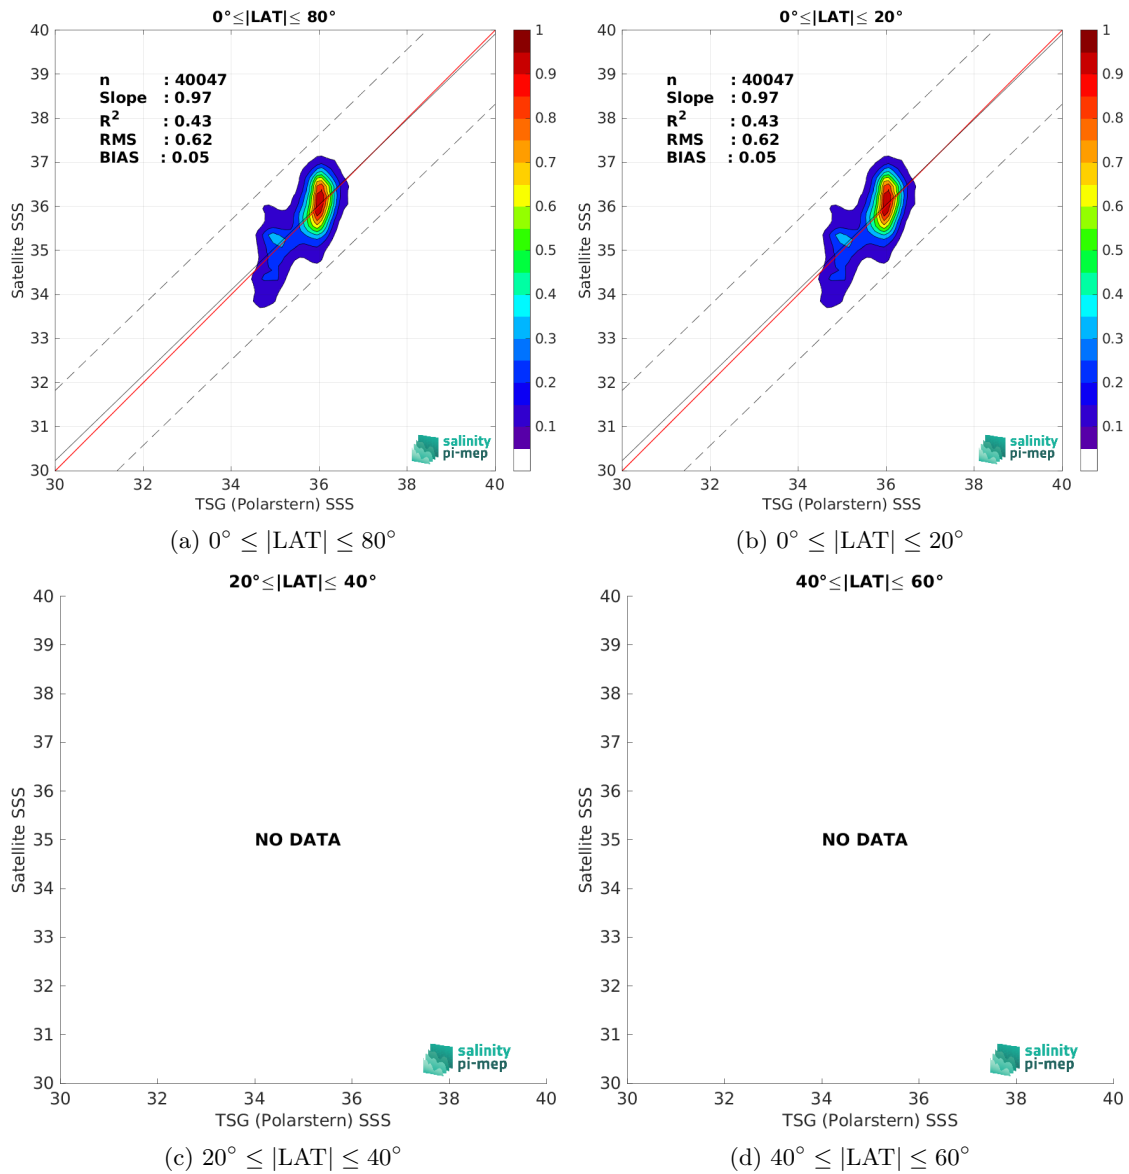 0°≤|LAT|≤ 80°
n : 40047
Slope : 0.97
R² : 0.43
RMS : 0.62
BIAS : 0.05
40
39
38
37
36
35
34
33
32
31
30
Satellite SSS
30 32 34 36 38 40
TSG (Polarstern) SSS
1
0.9
0.8
0.7
0.6
0.5
0.4
0.3
0.2
0.1
salinity
pi-mep
(a) 0° ≤ |LAT| ≤ 80°
0°≤|LAT|≤ 20°
n : 40047
Slope : 0.97
R² : 0.43
RMS : 0.62
BIAS : 0.05
40
39
38
37
36
35
34
33
32
31
30
Satellite SSS
30 32 34 36 38 40
TSG (Polarstern) SSS
1
0.9
0.8
0.7
0.6
0.5
0.4
0.3
0.2
0.1
salinity
pi-mep
(b) 0° ≤ |LAT| ≤ 20°
20°≤|LAT|≤ 40°
40
39
38
37
36
35
34
33
32
31
30
Satellite SSS
NO DATA
salinity
pi-mep
30 32 34 36 38 40
TSG (Polarstern) SSS
(c) 20° ≤ |LAT| ≤ 40°
40°≤|LAT|≤ 60°
40
39
38
37
36
35
34
33
32
31
30
Satellite SSS
NO DATA
salinity
pi-mep
30 32 34 36 38 40
TSG (Polarstern) SSS
(d) 40° ≤ |LAT| ≤ 60°